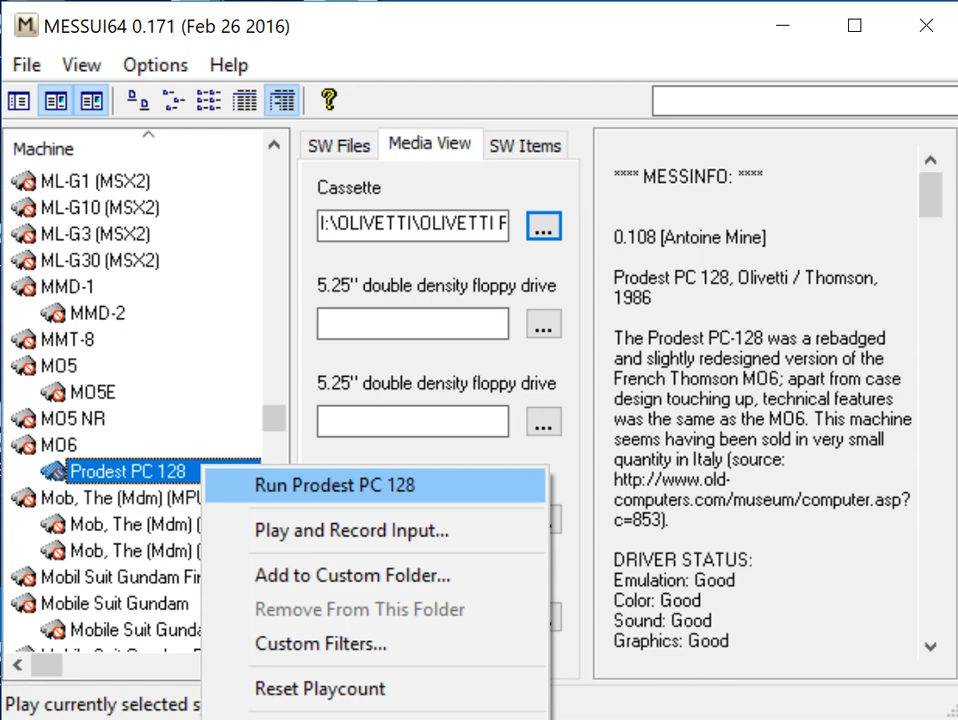 MESSUI64 0.171 (Feb 26 2016)
File View Options Help
Machine
ML-G1 (MSX2)
ML-G10 (MSX2)
ML-G3 (MSX2)
ML-G30 (MSX2)
MMD-1
MMD-2
MMT-8
MO5
MO5E
MO5 NR
MO6
Prodest PC 128
Mob, The (Mdm) (MPU
Mob, The (Mdm) (
Mob, The (Mdm) (
Mobil Suit Gundam Fir
Mobile Suit Gundam
Mobile Suit Gunda
SW Files Media View SW Items
Cassette
I:\OLIVETTI\OLIVETTI P
...
5.25" double density floppy drive
...
5.25" double density floppy drive
...
Run Prodest PC 128
Play and Record Input...
Add to Custom Folder...
Remove From This Folder
Custom Filters...
Reset Playcount
**** MESSINFO: ****
0.108 [Antoine Mine]
Prodest PC 128, Olivetti / Thomson,
1986
The Prodest PC-128 was a rebadged
and slightly redesigned version of the
French Thomson MO6; apart from case
design touching up, technical features
was the same as the MO6. This machine
seems having been sold in very small
quantity in Italy (source:
http://www.old-
computers.com/museum/computer.asp?
c=853).
DRIVER STATUS:
Emulation: Good
Color: Good
Sound: Good
Graphics: Good
Play currently selected s